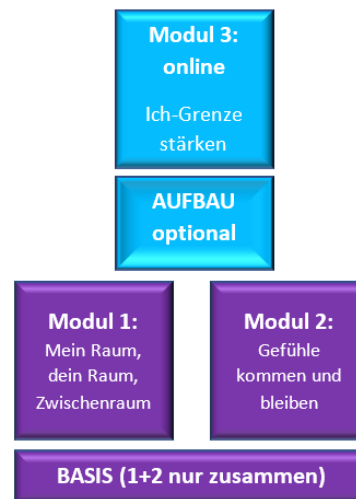 Modul 3:
online
Ich-Grenze
stärken
AUFBAU
optional
Modul 1:
Mein Raum,
dein Raum,
Zwischenraum
Modul 2:
Gefühle
kommen und
bleiben
BASIS (1+2 nur zusammen)